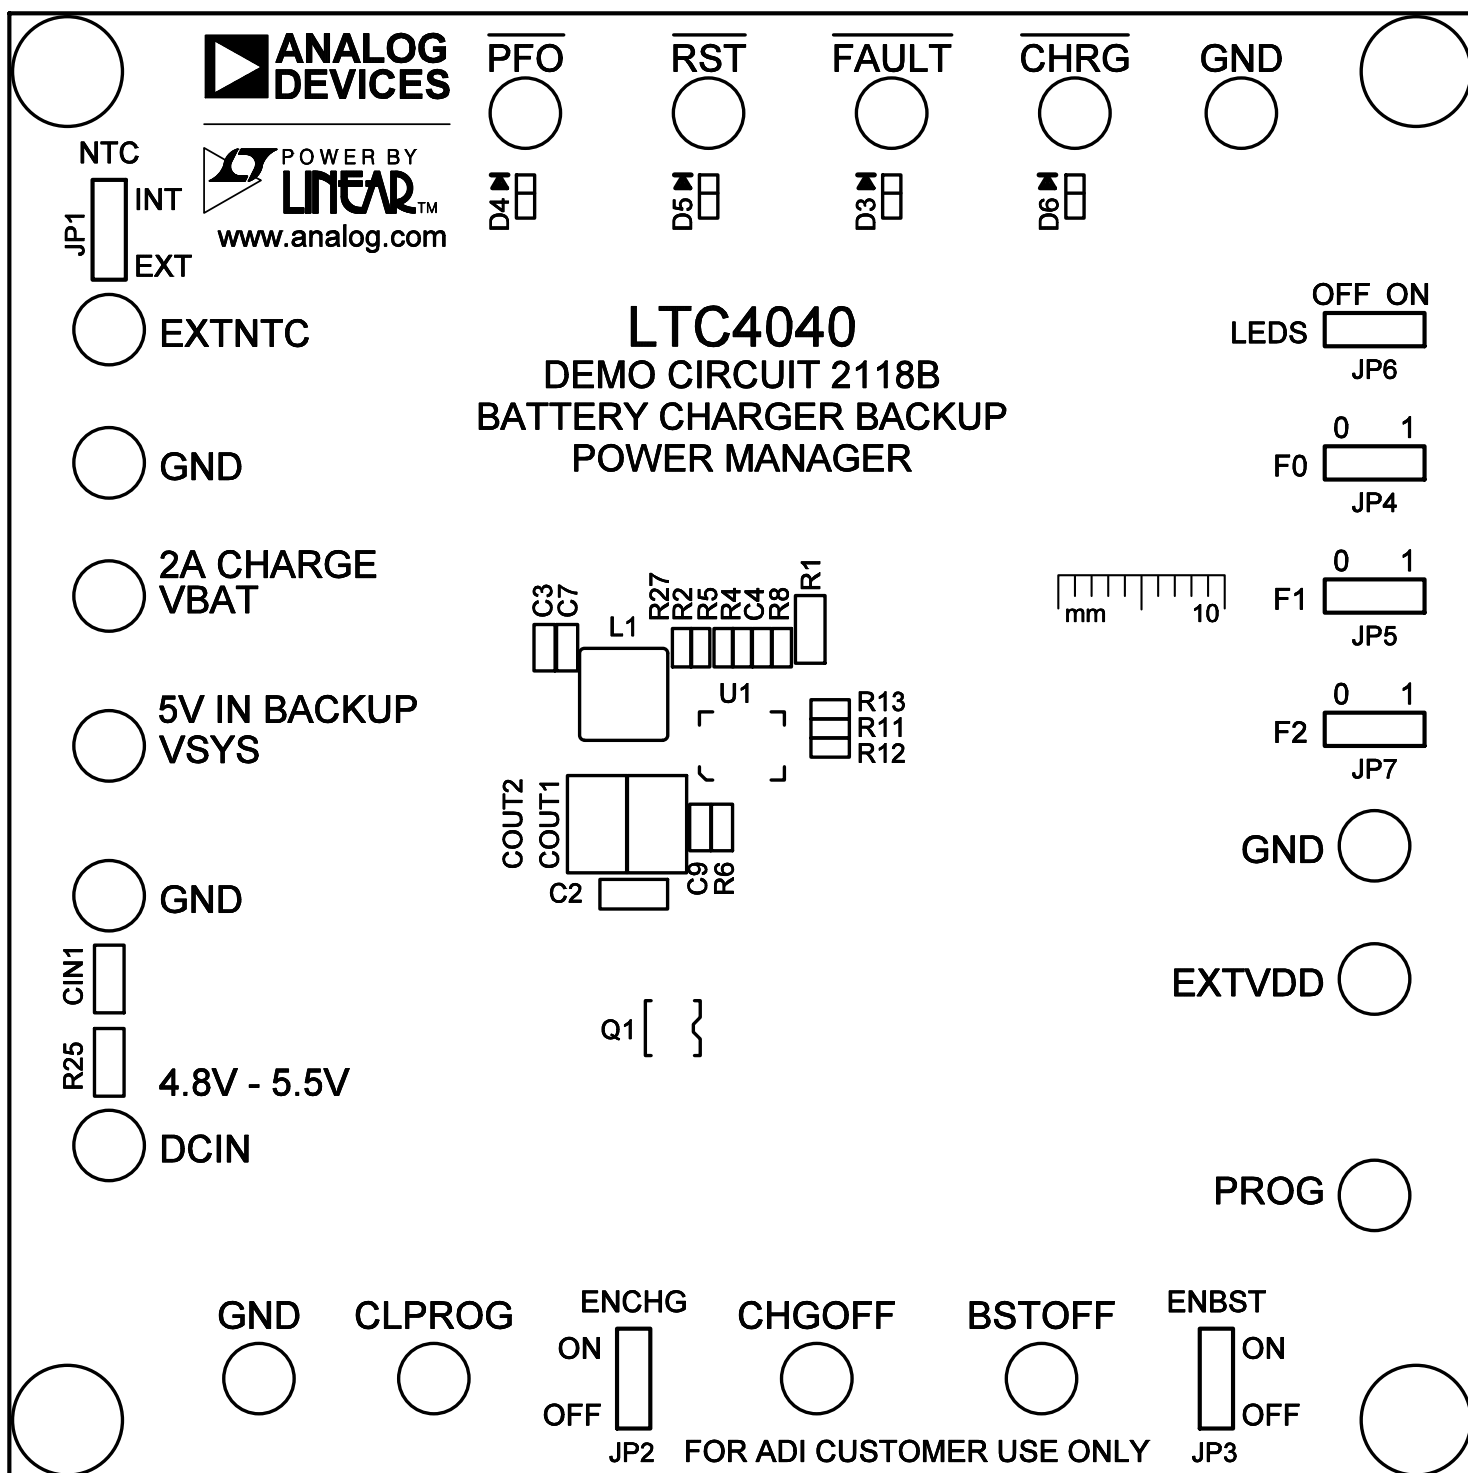 ANALOG
DEVICES
POWER BY
LINEAR™
www.analog.com
PFO
RST
FAULT
CHRG
GND
D4
D5
D3
D6
NTC
JP1
INT
EXT
EXTNTC
GND
2A CHARGE
VBAT
5V IN BACKUP
VSYS
GND
CIN1
R25
4.8V - 5.5V
DCIN
LTC4040
DEMO CIRCUIT 2118B
BATTERY CHARGER BACKUP
POWER MANAGER
OFF ON
LEDS
JP6
0 1
F0
JP4
0 1
F1
JP5
0 1
F2
JP7
mm 10
C3
C7
L1
R27
R2
R5
R4
C4
R8
R1
U1
R13
R11
R12
COUT2
COUT1
C2
C9
R6
Q1
GND
EXTVDD
PROG
GND
CLPROG
ENCHG
ON
OFF
JP2
CHGOFF
BSTOFF
ENBST
ON
OFF
JP3
FOR ADI CUSTOMER USE ONLY